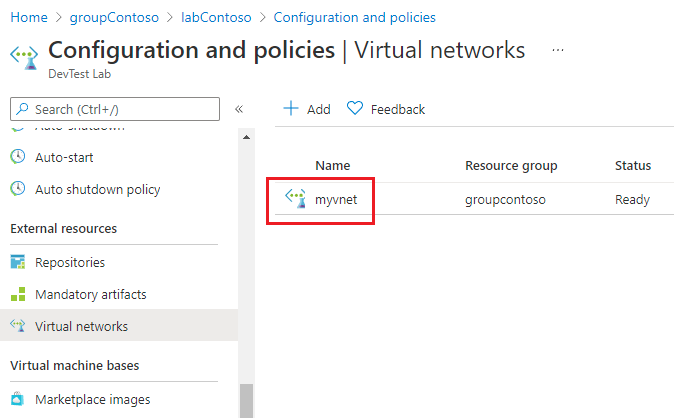 Home > groupContoso > labContoso > Configuration and policies
Configuration and policies | Virtual networks ...
DevTest Lab
Search (Ctrl+/) «
+ Add Feedback
Auto-shutdown
Auto-start
Auto shutdown policy
External resources
Repositories
Mandatory artifacts
Virtual networks
Virtual machine bases
Marketplace images
Name Resource group Status
myvnet groupcontoso Ready